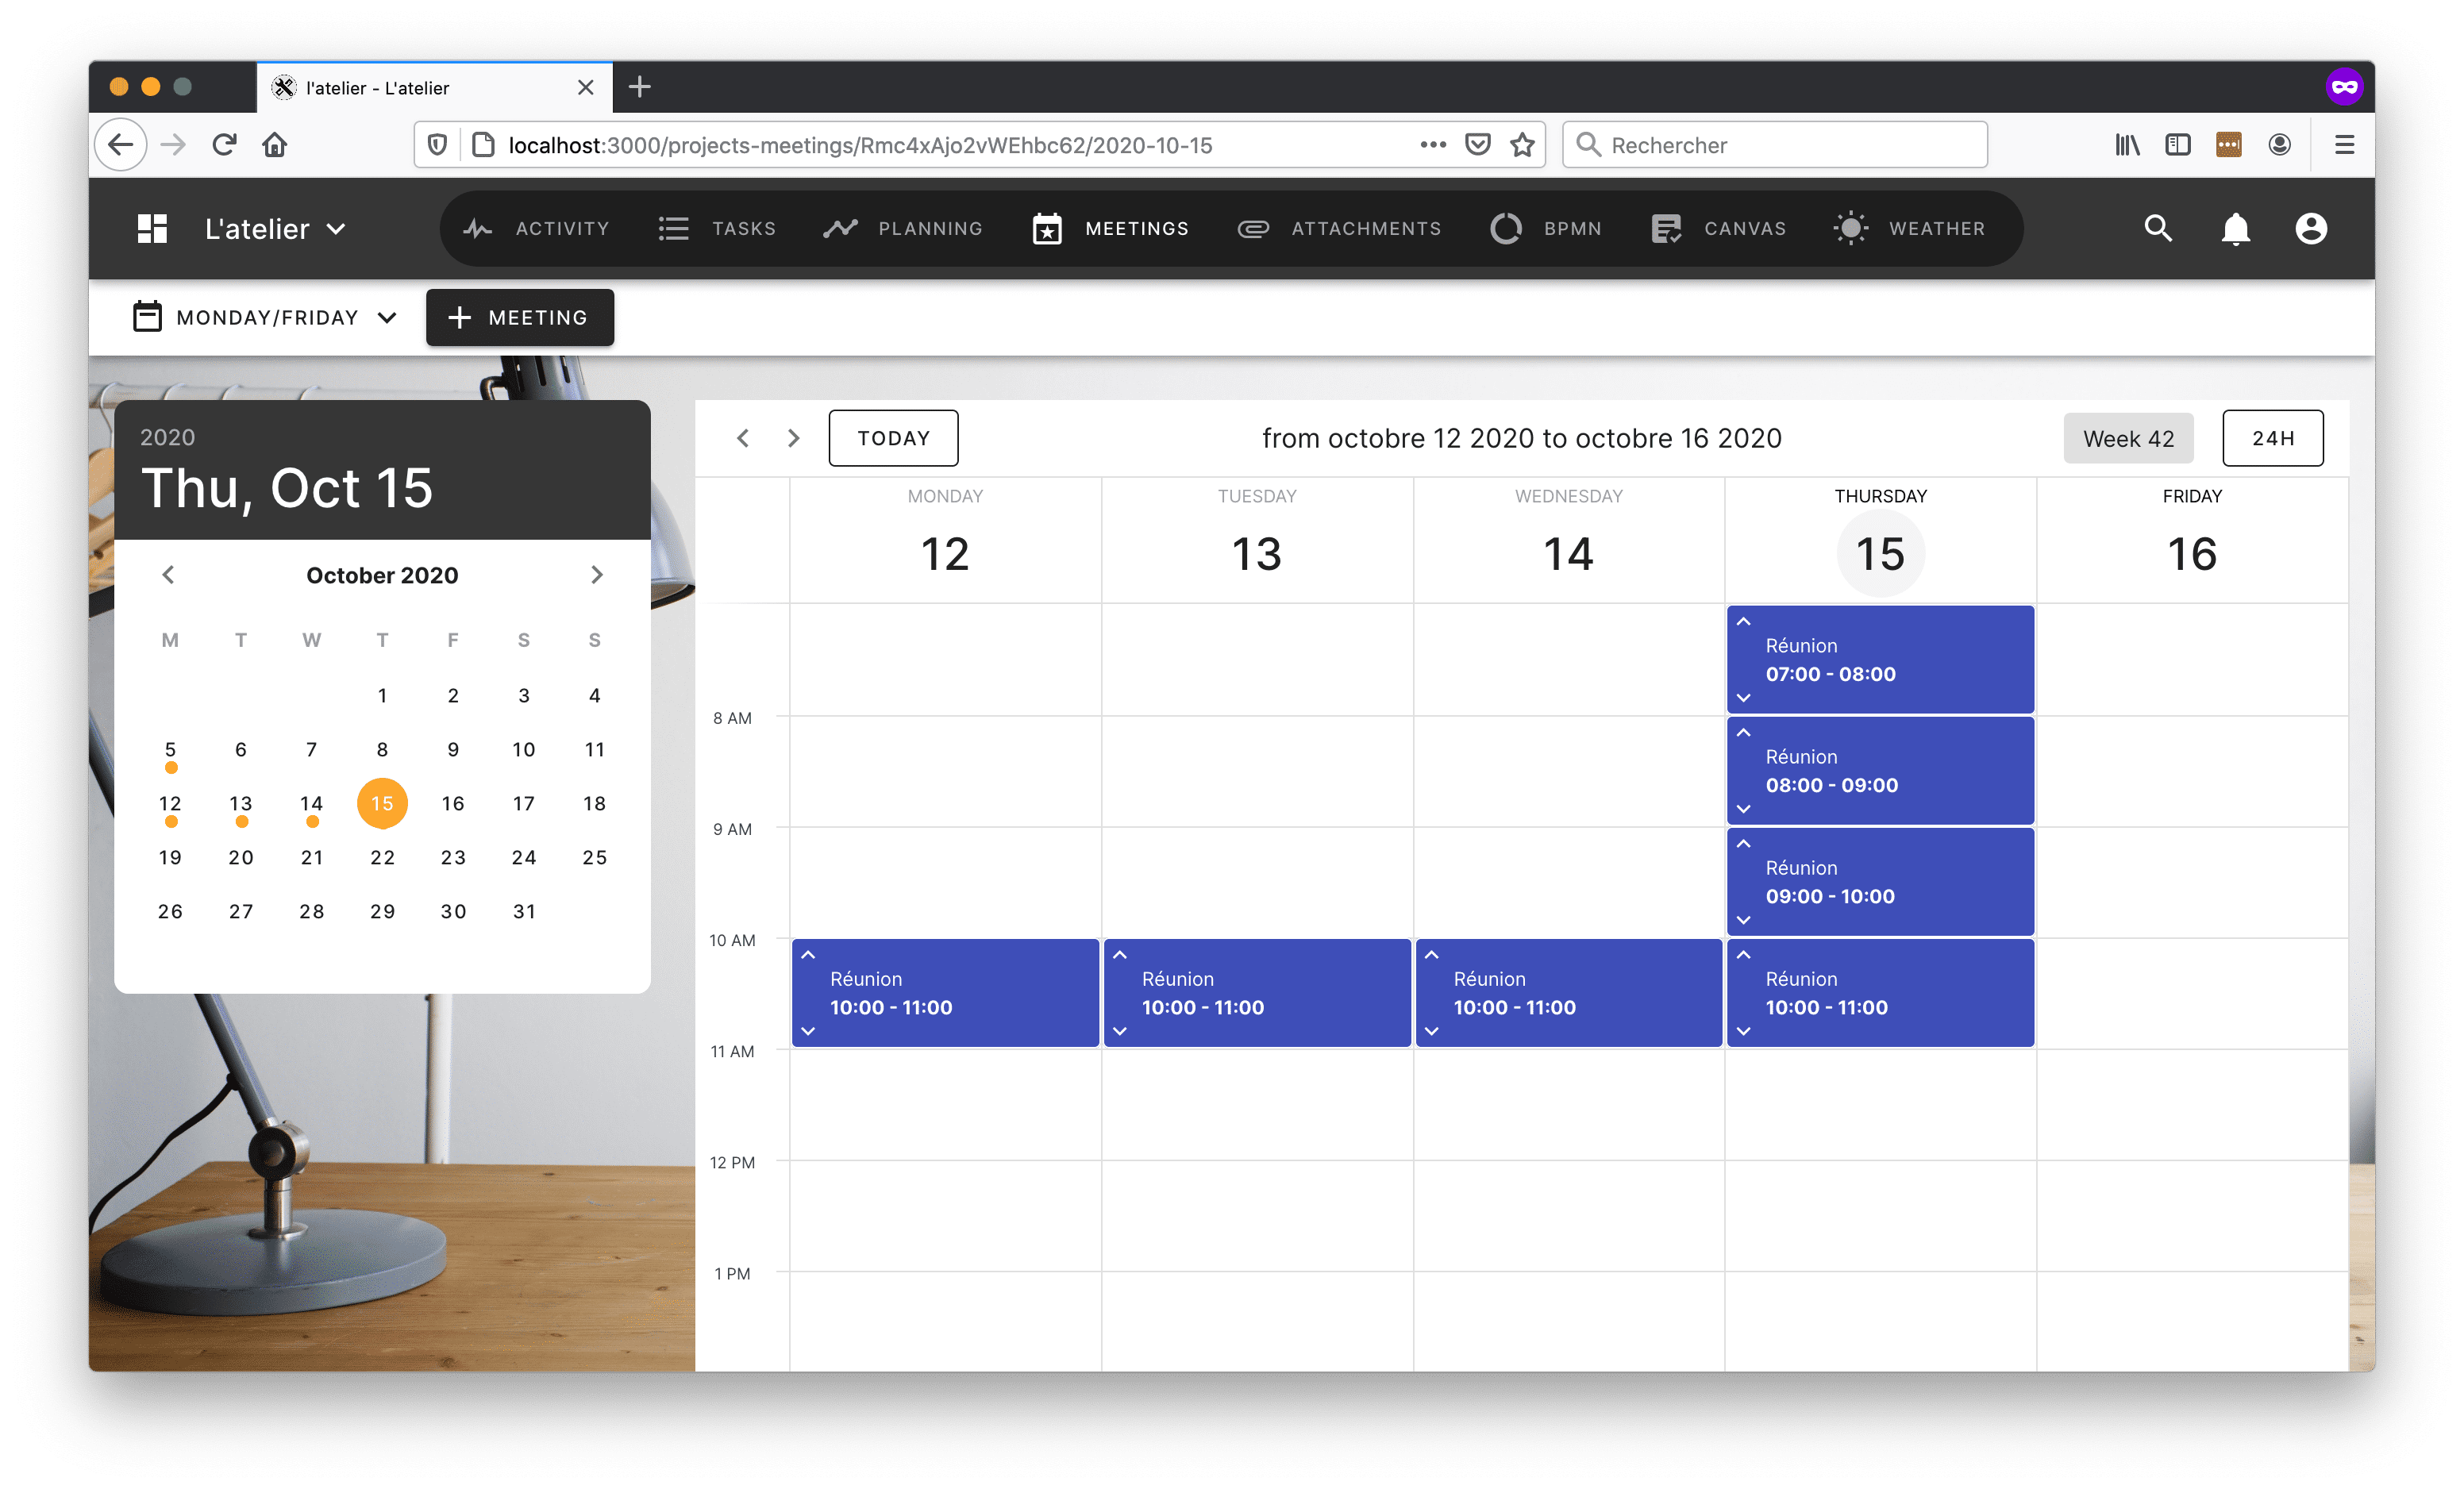 l'atelier - L'atelier
localhost:3000/projects-meetings/Rmc4xAjo2vWEhbc62/2020-10-15
Rechercher
L'atelier
ACTIVITY
TASKS
PLANNING
MEETINGS
ATTACHMENTS
BPMN
CANVAS
WEATHER
MONDAY/FRIDAY
MEETING
2020
Thu, Oct 15
October 2020
M T W T F S S
1 2 3 4
5 6 7 8 9 10 11
12 13 14 15 16 17 18
19 20 21 22 23 24 25
26 27 28 29 30 31
TODAY
from octobre 12 2020 to octobre 16 2020
Week 42
24H
MONDAY TUESDAY WEDNESDAY THURSDAY FRIDAY
12 13 14 15 16
Réunion
07:00 - 08:00
8 AM
Réunion
08:00 - 09:00
9 AM
Réunion
09:00 - 10:00
10 AM
Réunion
10:00 - 11:00
Réunion
10:00 - 11:00
Réunion
10:00 - 11:00
Réunion
10:00 - 11:00
11 AM
12 PM
1 PM